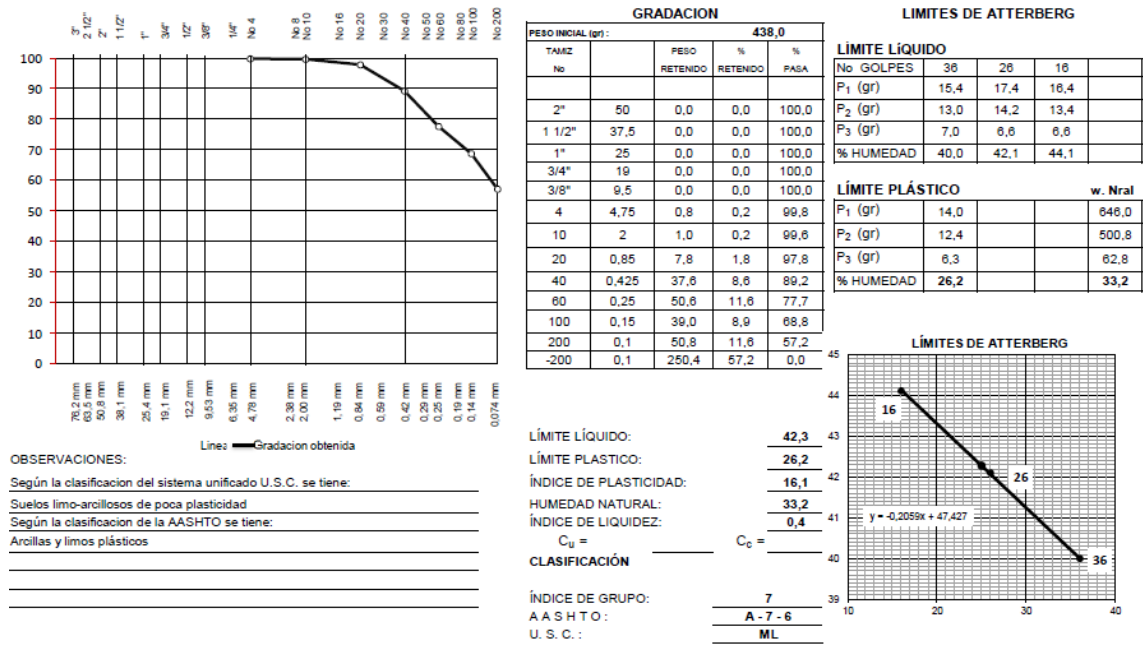 3" 2 1/2" 2" 1 1/2" 1" 3/4" 1/2" 3/8" 1/4" No 4 No 8 No 10 No 16 No 20 No 30 No 40 No 50 No 60 No 80 No 100 No 200
100
90
80
70
60
50
40
30
20
10
0
76,2 mm 63,5 mm 50,8 mm 38,1 mm 25,4 mm 19,1 mm 12,2 mm 9,53 mm 6,35 mm 4,78 mm 2,38 mm 2,00 mm 1,19 mm 0,84 mm 0,59 mm 0,42 mm 0,29 mm 0,25 mm 0,19 mm 0,14 mm 0,074 mm
Gradacion obtenida
OBSERVACIONES:
Según la clasificacion del sistema unificado U.S.C. se tiene:
Suelos limo-arcillosos de poca plasticidad
Según la clasificacion de la AASHTO se tiene:
Arcillas y limos plásticos
GRADACION
PESO INICIAL (gr) : 438,0
TAMIZ PESO % %
No RETENIDO RETENIDO PASA
2" 50 0,0 0,0 100,0
1 1/2" 37,5 0,0 0,0 100,0
1" 25 0,0 0,0 100,0
3/4" 19 0,0 0,0 100,0
3/8" 9,5 0,0 0,0 100,0
4 4,75 0,8 0,2 99,8
10 2 1,0 0,2 99,6
20 0,85 7,8 1,8 97,8
40 0,425 37,6 8,6 89,2
60 0,25 50,6 11,6 77,7
100 0,15 39,0 8,9 68,8
200 0,1 50,8 11,6 57,2
-200 0,1 250,4 57,2 0,0
LÍMITE LÍQUIDO: 42,3
LÍMITE PLASTICO: 26,2
ÍNDICE DE PLASTICIDAD: 16,1
HUMEDAD NATURAL: 33,2
ÍNDICE DE LIQUIDEZ: 0,4
Cu = Cc =
CLASIFICACIÓN
ÍNDICE DE GRUPO: 7
A A S H T O : A - 7 - 6
U. S. C. : ML
LIMITES DE ATTERBERG
LÍMITE LíQUIDO
No GOLPES 36 26 16
P1 (gr) 15,4 17,4 16,4
P2 (gr) 13,0 14,2 13,4
P3 (gr) 7,0 6,6 6,6
% HUMEDAD 40,0 42,1 44,1
LÍMITE PLÁSTICO w. Nral
P1 (gr) 14,0 646,0
P2 (gr) 12,4 500,8
P3 (gr) 6,3 62,8
% HUMEDAD 26,2 33,2
LÍMITES DE ATTERBERG
45
44
43
42
41
40
39
16
26
36
y = -0,2059x + 47,427
10 20 30 40